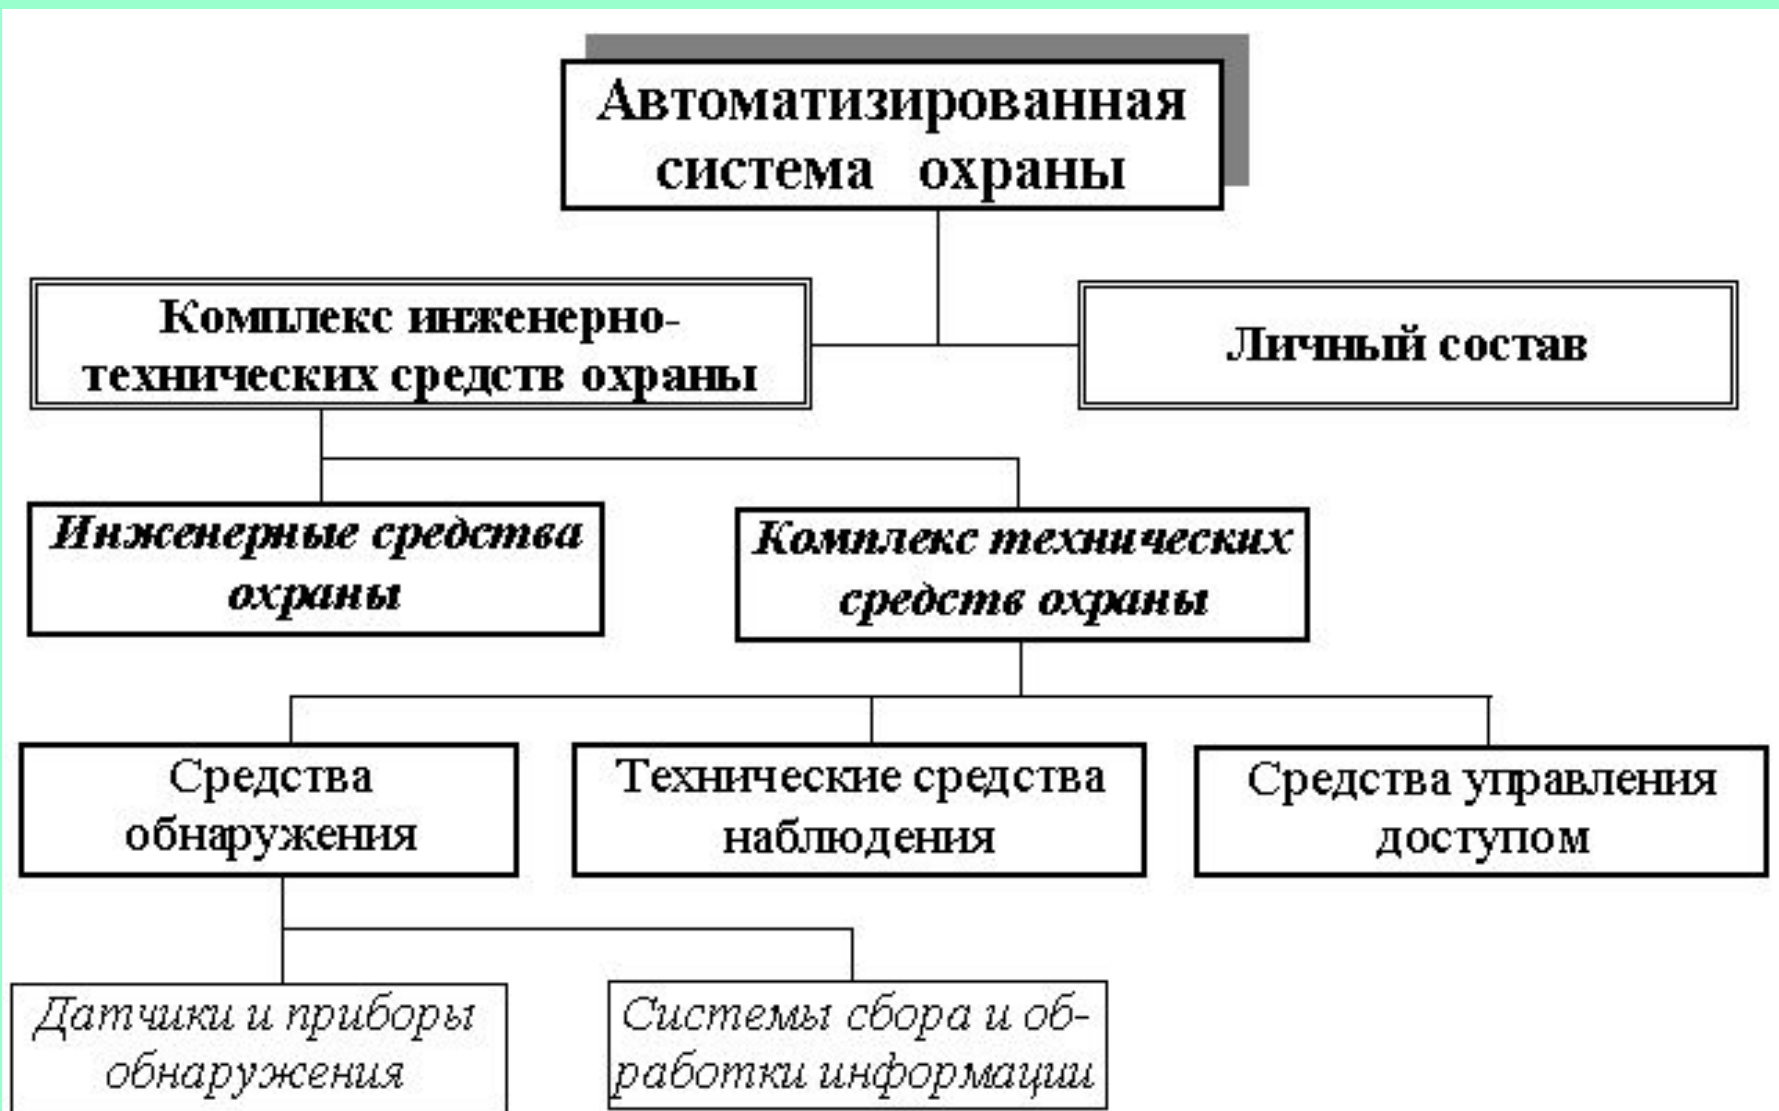 Автоматизированная
система охраны
Комплекс инженерно-
технических средств охраны
Личный состав
Инженерные средства
охраны
Комплекс технических
средств охраны
Средства
обнаружения
Технические средства
наблюдения
Средства управления
доступом
Датчики и приборы
обнаружения
Системы сбора и об-
работки информации